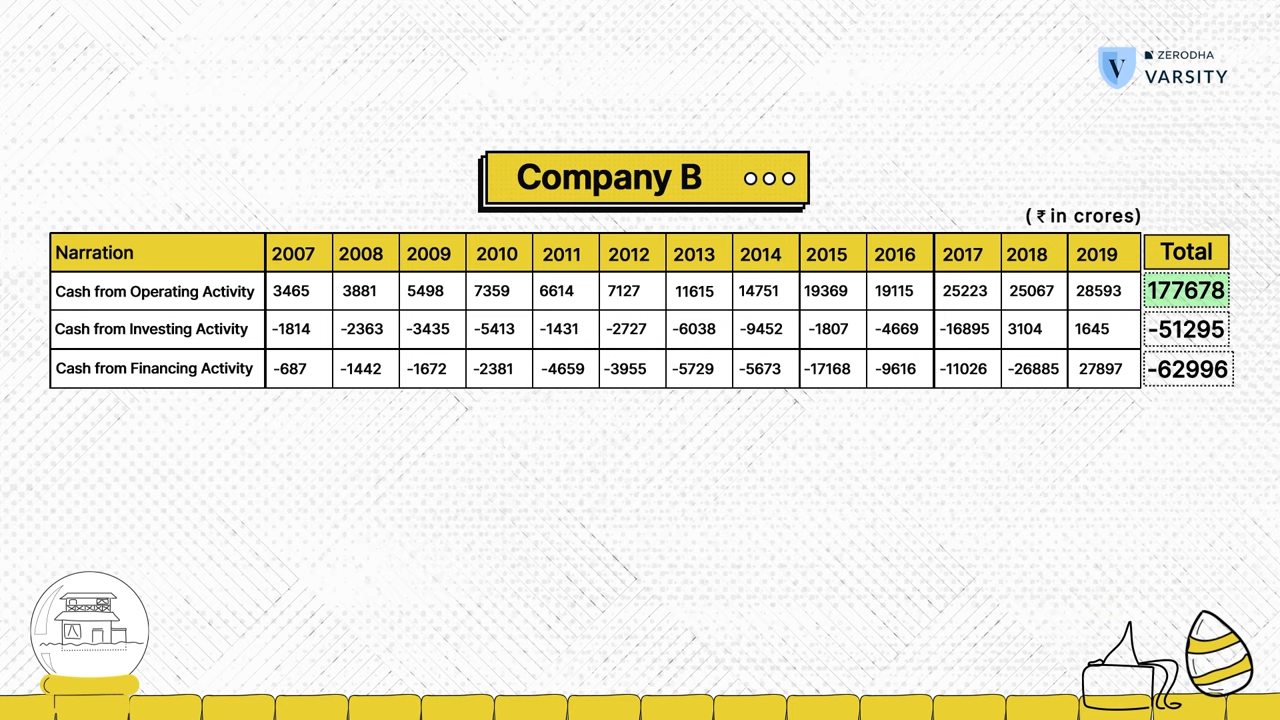 V
ZERODHA
VARSITY
Company B
( ₹ in crores)
Narration 2007 2008 2009 2010 2011 2012 2013 2014 2015 2016 2017 2018 2019 Total
Cash from Operating Activity 3465 3881 5498 7359 6614 7127 11615 14751 19369 19115 25223 25067 28593 177678
Cash from Investing Activity -1814 -2363 -3435 -5413 -1431 -2727 -6038 -9452 -1807 -4669 -16895 3104 1645 -51295
Cash from Financing Activity -687 -1442 -1672 -2381 -4659 -3955 -5729 -5673 -17168 -9616 -11026 -26885 27897 -62996